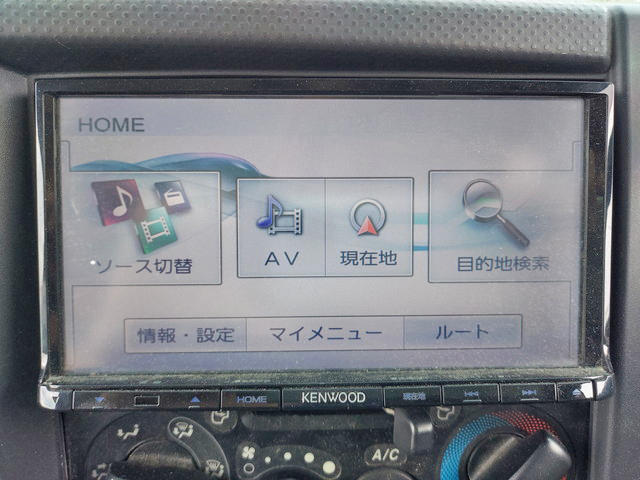 HOME
ソース切替
AV
現在地
目的地検索
情報・設定
マイメニュー
ルート
HOME
KENWOOD
現在地
A/C